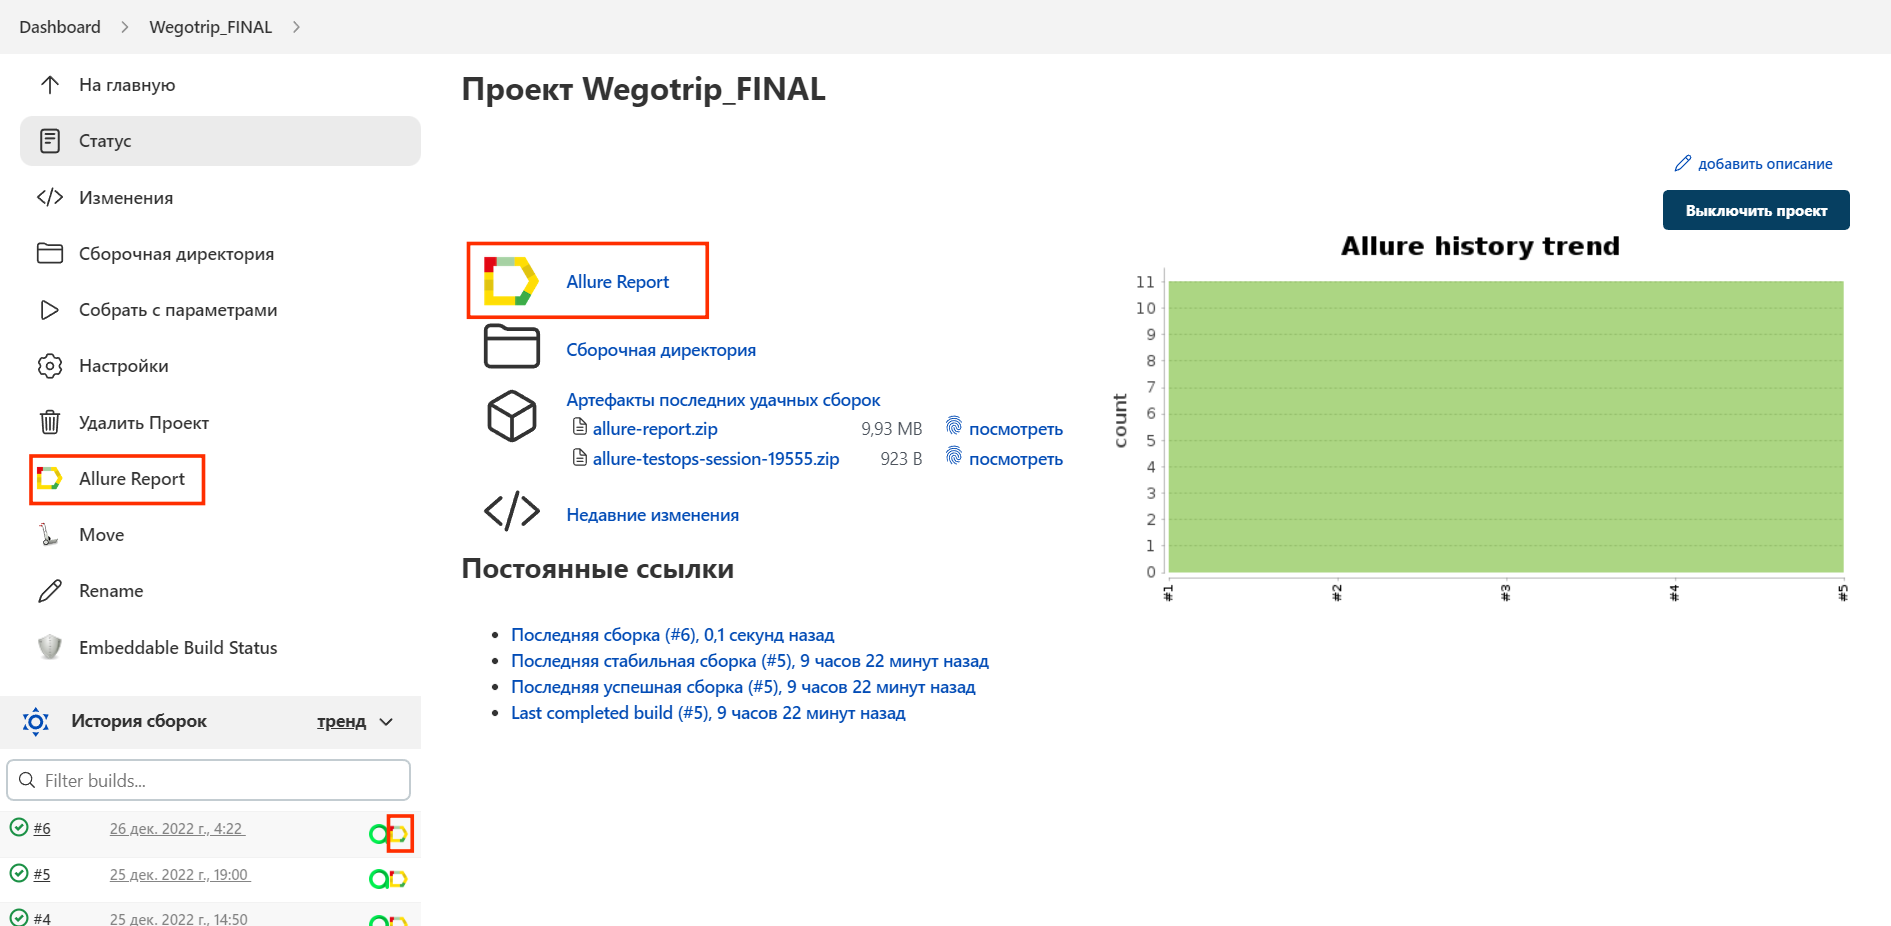 Dashboard
Wegotrip_FINAL
На главную
Статус
Изменения
Сборочная директория
Собрать с параметрами
Настройки
Удалить Проект
Allure Report
Move
Rename
Embeddable Build Status
История сборок
тренд
Filter builds...
#6
26 дек. 2022 г., 4:22
#5
25 дек. 2022 г., 19:00
#4
25 дек. 2022 г., 14:50
Проект Wegotrip_FINAL
добавить описание
Выключить проект
Allure Report
Сборочная директория
Артефакты последних удачных сборок
allure-report.zip 9,93 MB посмотреть
allure-testops-session-19555.zip 923 B посмотреть
Недавние изменения
Постоянные ссылки
Последняя сборка (#6), 0,1 секунд назад
Последняя стабильная сборка (#5), 9 часов 22 минут назад
Последняя успешная сборка (#5), 9 часов 22 минут назад
Last completed build (#5), 9 часов 22 минут назад
Allure history trend
count
11
10
9
8
7
6
5
4
3
2
1
0
#1
#2
#3
#4
#5